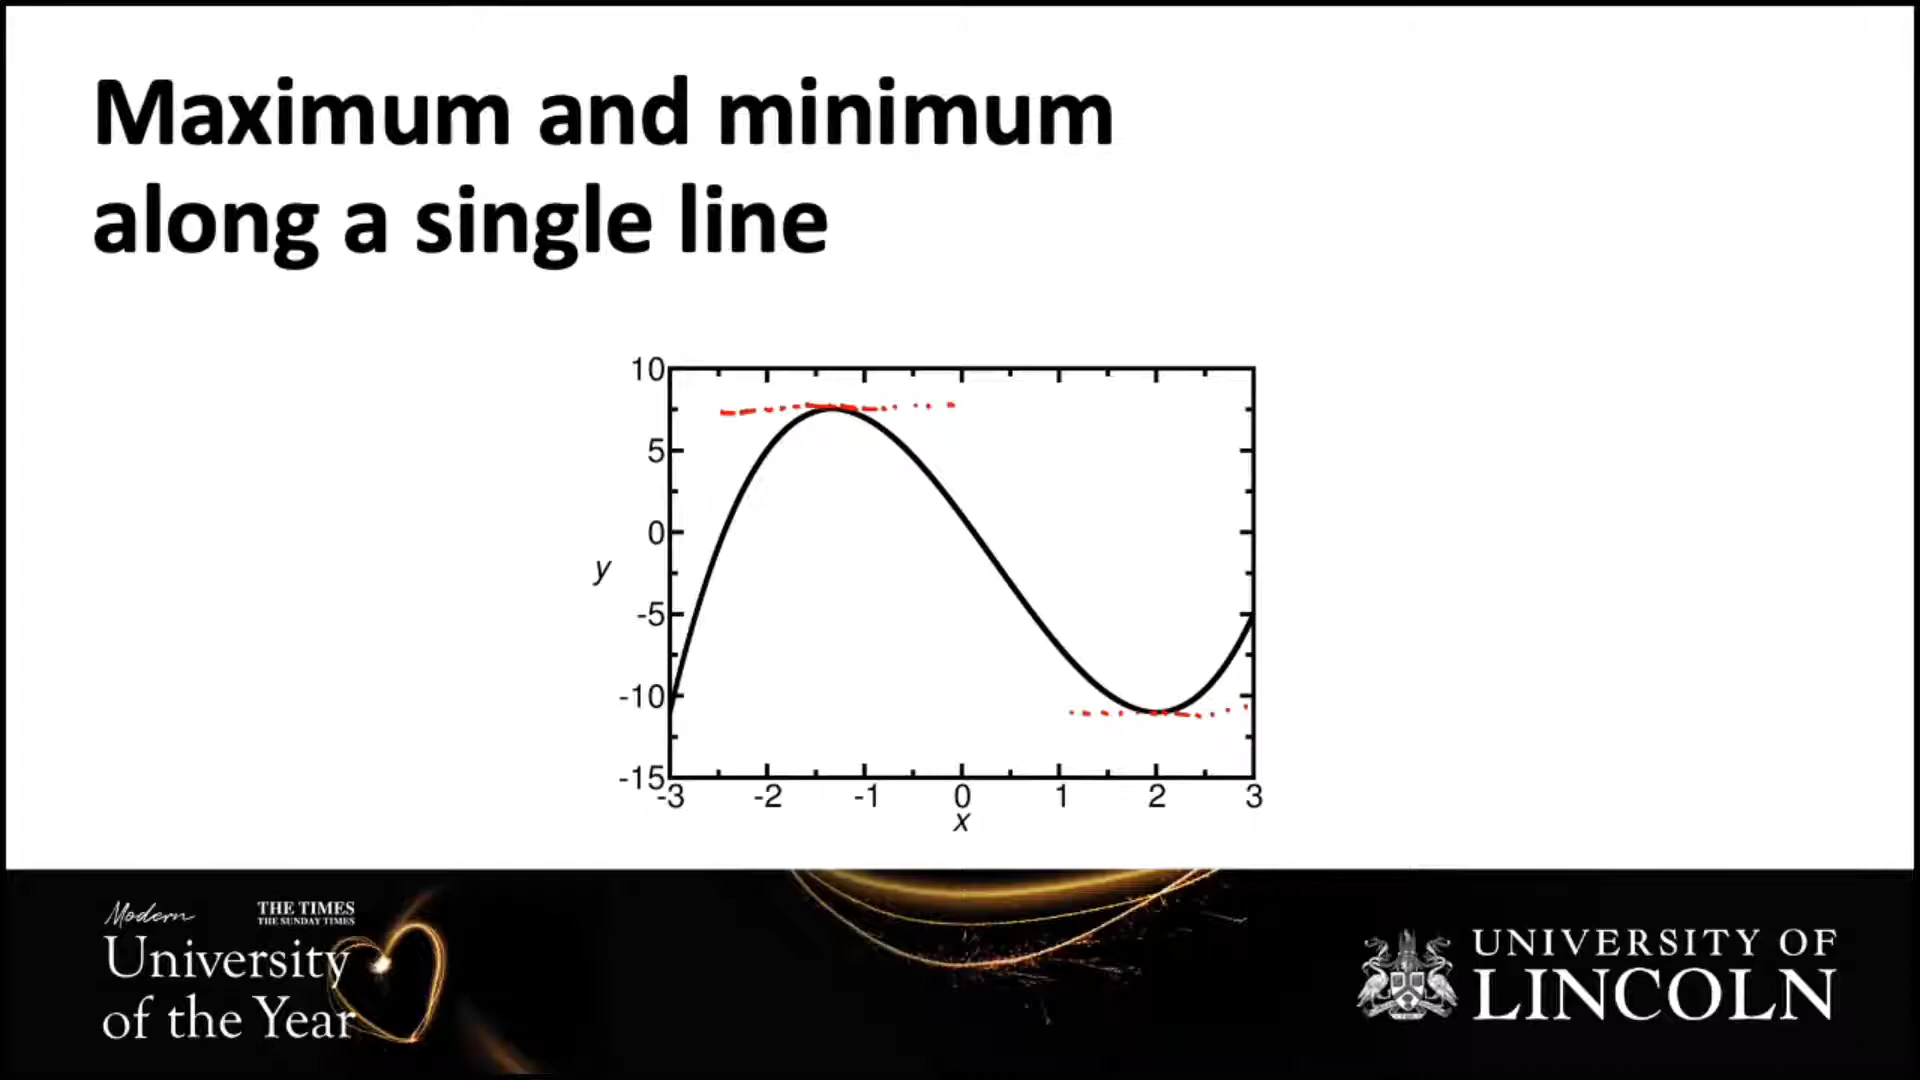 Maximum and minimum
along a single line
10
5
0
-5
-10
-15
y
-3 -2 -1 0 1 2 3
x
Modern
THE TIMES
THE SUNDAY TIMES
University
of the Year
UNIVERSITY OF
LINCOLN